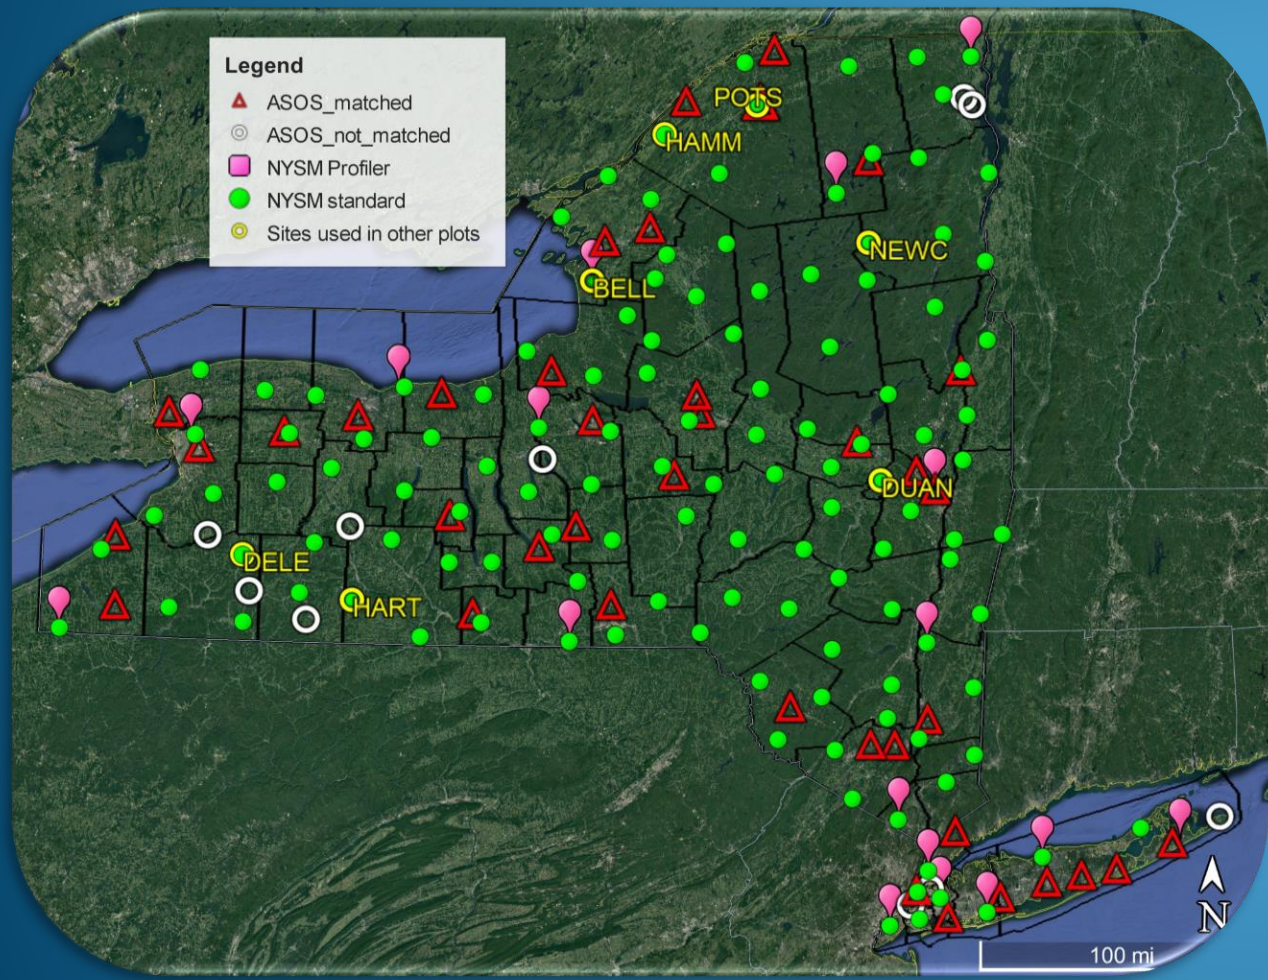 Legend
ASOS_matched
ASOS_not_matched
NYSM Profiler
NYSM standard
Sites used in other plots
POTS
HAMM
NEWC
BELL
DUAN
DELE
HART
N
100 mi